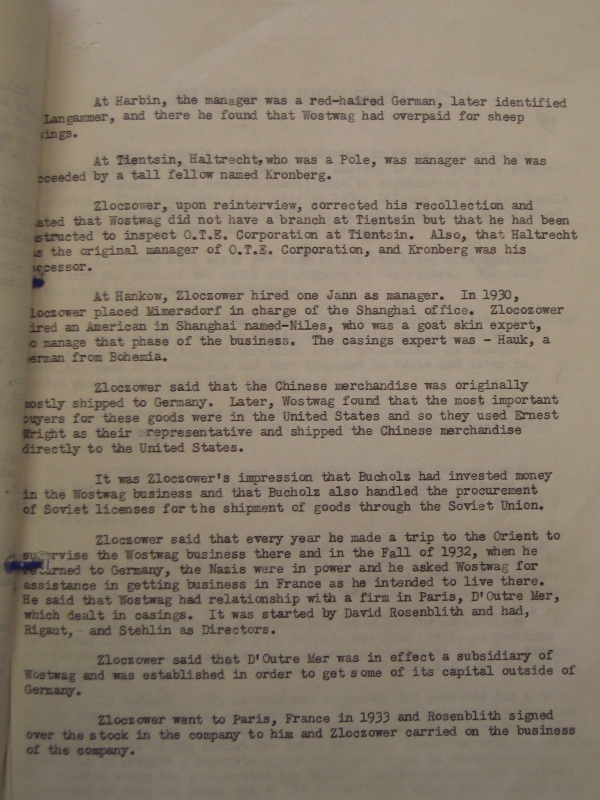 At Harbin, the manager was a red-haired German, later identified
Langammer, and there he found that Wostwag had overpaid for sheep
ings.
At Tientsin, Haltrecht, who was a Pole, was manager and he was
cceeded by a tall fellow named Kronberg.
Zloczower, upon reinterview, corrected his recollection and
ated that Wostwag did not have a branch at Tientsin but that he had been
structed to inspect O.T.E. Corporation at Tientsin. Also, that Haltrecht
s the original manager of O.T.E. Corporation, and Kronberg was his
ccessor.
At Hankow, Zloczower hired one Jann as manager. In 1930,
loczower placed Mimersdorf in charge of the Shanghai office. Zlocozower
ired an American in Shanghai named-Niles, who was a goat skin expert,
o manage that phase of the business. The casings expert was - Hauk, a
erman from Bohemia.
Zloczower said that the Chinese merchandise was originally
mostly shipped to Germany. Later, Wostwag found that the most important
buyers for these goods were in the United States and so they used Ernest
Wright as their representative and shipped the Chinese merchandise
directly to the United States.
It was Zloczower's impression that Bucholz had invested money
in the Wostwag business and that Bucholz also handled the procurement
of Soviet licenses for the shipment of goods through the Soviet Union.
Zloczower said that every year he made a trip to the Orient to
supervise the Wostwag business there and in the Fall of 1932, when he
returned to Germany, the Nazis were in power and he asked Wostwag for
assistance in getting business in France as he intended to live there.
He said that Wostwag had relationship with a firm in Paris, D'Outre Mer,
which dealt in casings. It was started by David Rosenblith and had,
Rigaut, - and Stehlin as Directors.
Zloczower said that D'Outre Mer was in effect a subsidiary of
Wostwag and was established in order to get some of its capital outside of
Germany.
Zloczower went to Paris, France in 1933 and Rosenblith signed
over the stock in the company to him and Zloczower carried on the business
of the company.